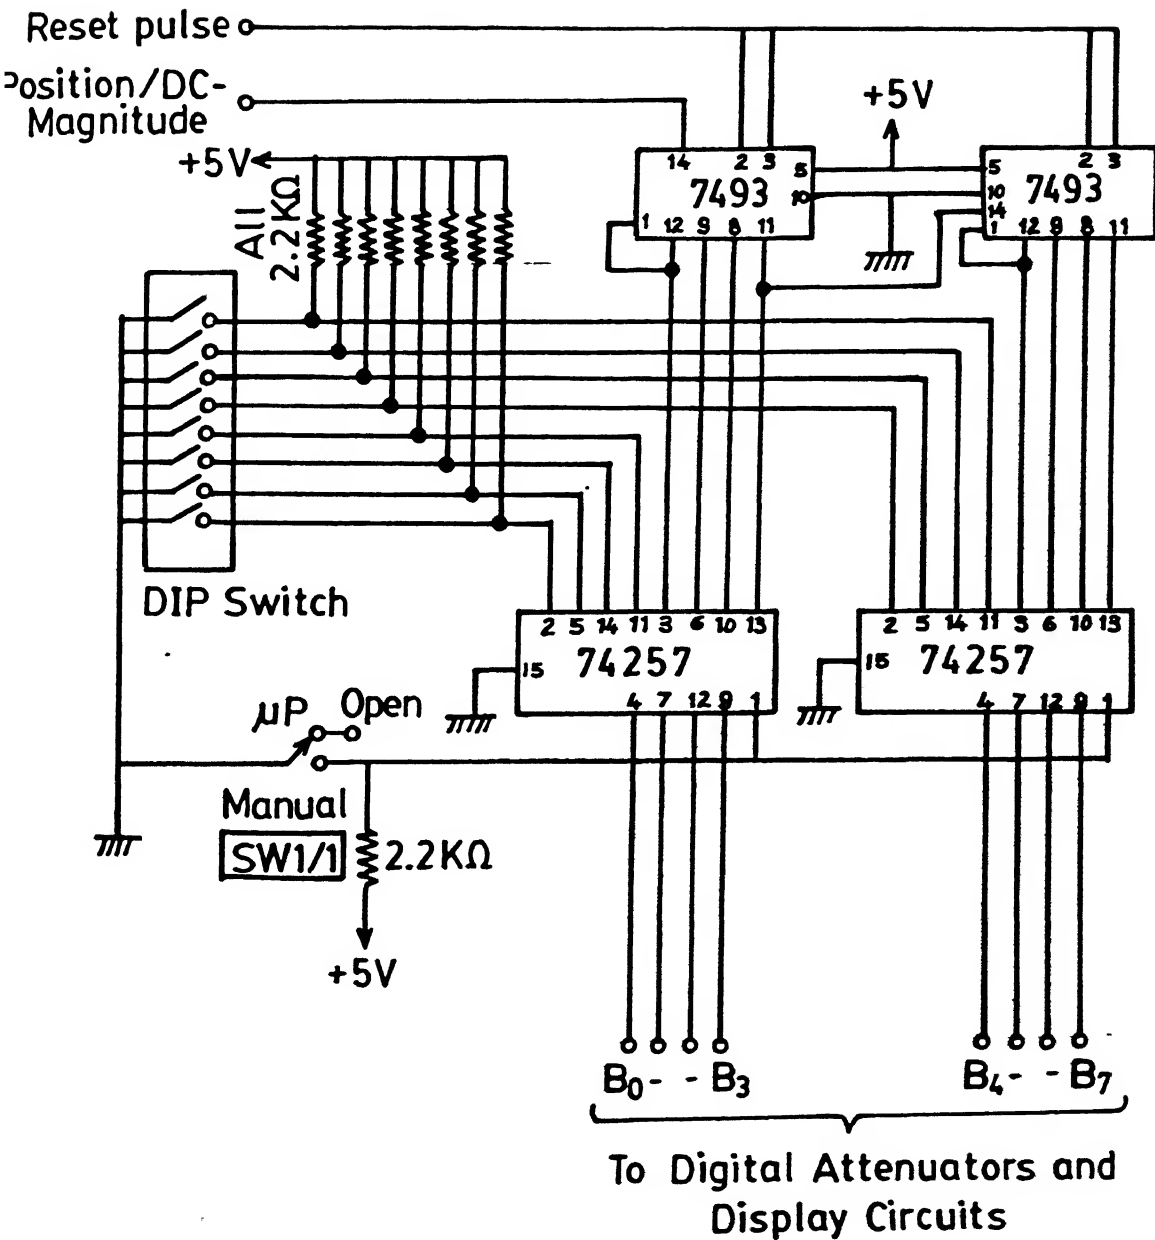 Reset pulse
Position/DC-
Magnitude
+5V
+5V
All
2.2KΩ
14 2 3
5
7493
10
1 12 9 8 11
2 3
5
10
7493
14
1 12 9 8 11
DIP Switch
2 5 14 11 3 6 10 13
15
74257
4 7 12 9 1
2 5 14 11 3 6 10 13
15
74257
4 7 12 9 1
µP Open
Manual
SW1/1
2.2KΩ
+5V
B0- - B3
B4- - B7
To Digital Attenuators and
Display Circuits